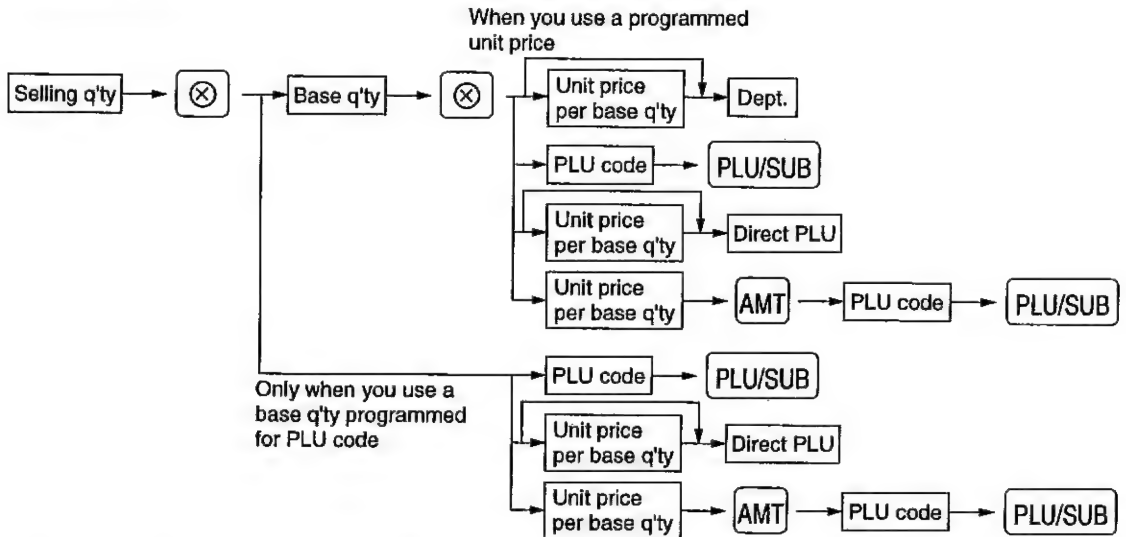 When you use a programmed
unit price
Selling q'ty
⊗
Base q'ty
⊗
Unit price
per base q'ty
Dept.
PLU code
PLU/SUB
Unit price
per base q'ty
Direct PLU
Unit price
per base q'ty
AMT
PLU code
PLU/SUB
Only when you use a
base q'ty programmed
for PLU code
PLU code
PLU/SUB
Unit price
per base q'ty
Direct PLU
Unit price
per base q'ty
AMT
PLU code
PLU/SUB